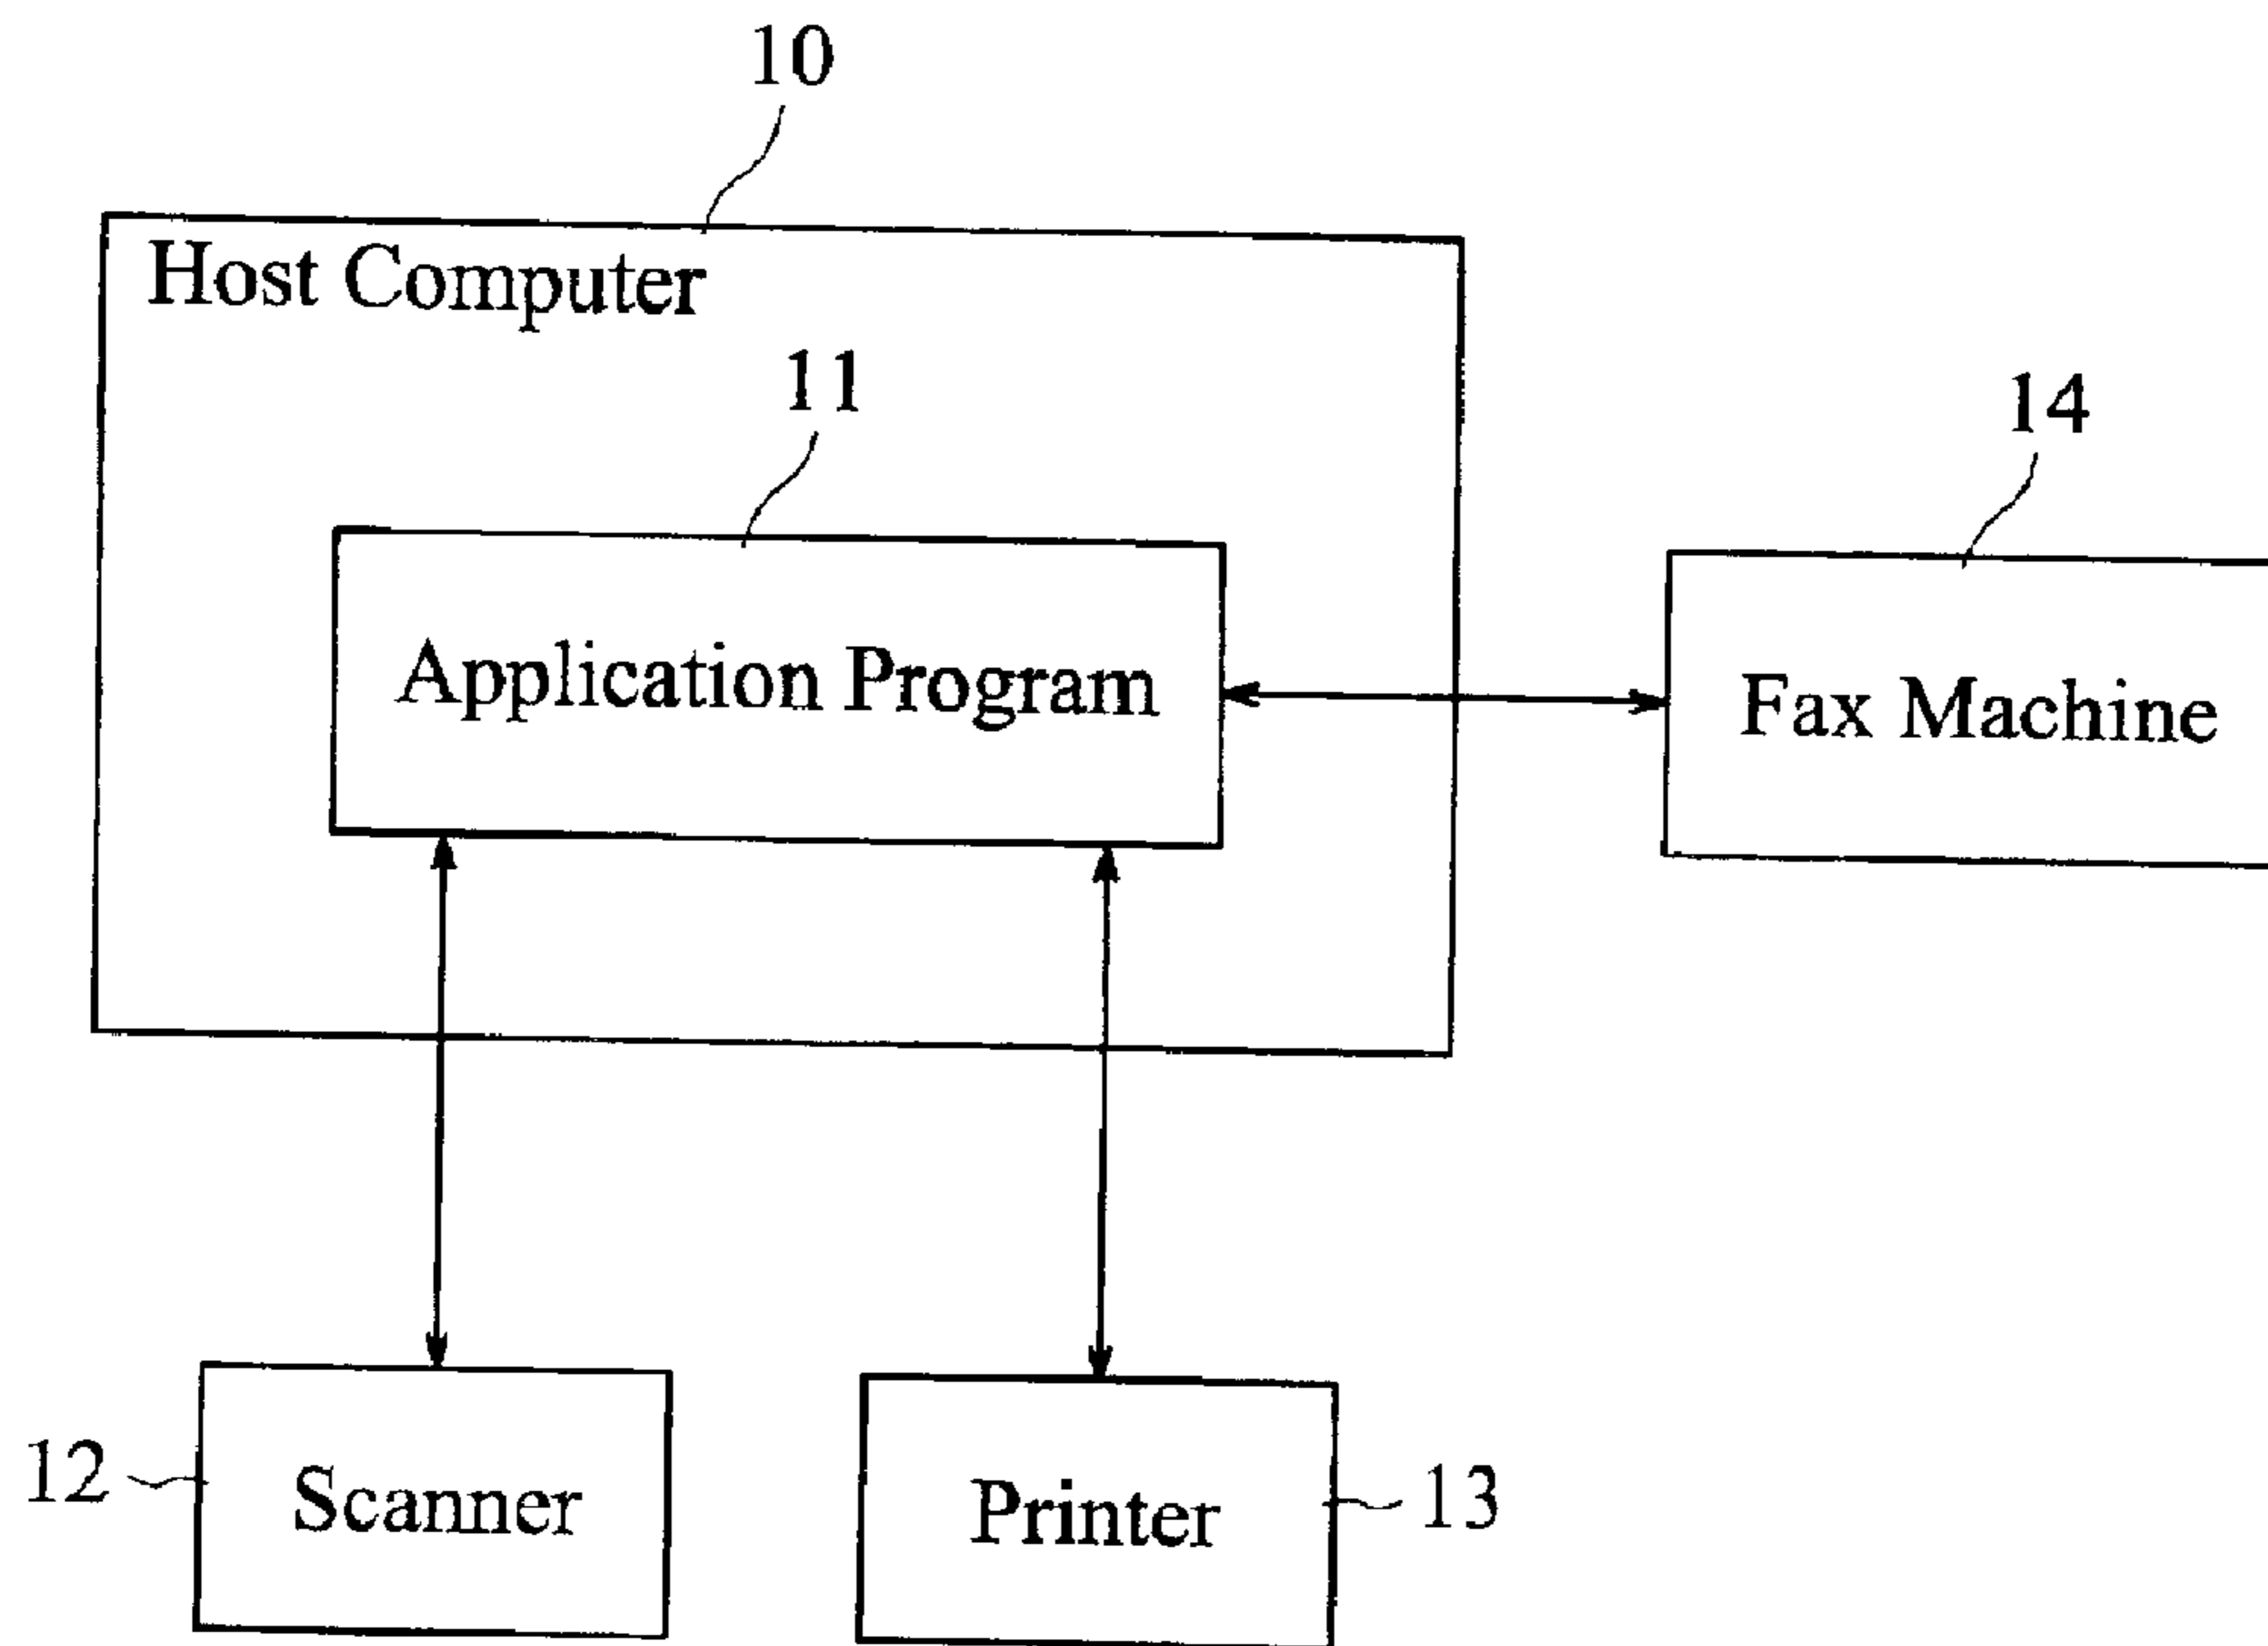 10
Host Computer
11
14
Application Program
Fax Machine
12
Scanner
Printer
13